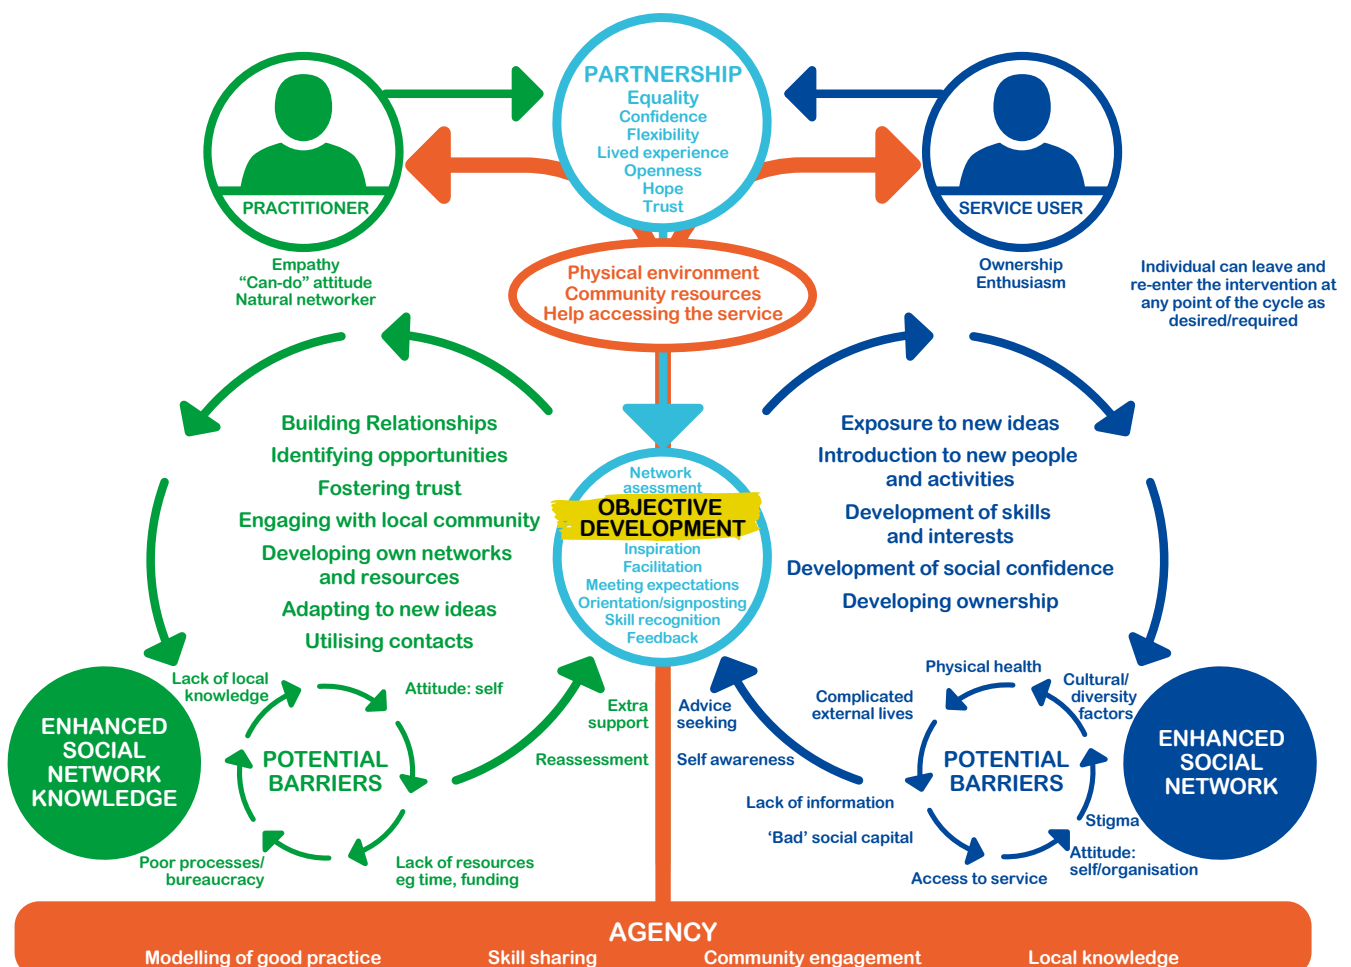 PARTNERSHIP
Equality
Confidence
Flexibility
Lived experience
Openness
Hope
Trust
PRACTITIONER
Empathy
“Can-do” attitude
Natural networker
SERVICE USER
Ownership
Enthusiasm
Individual can leave and
re-enter the intervention at
any point of the cycle as
desired/required
Physical environment
Community resources
Help accessing the service
Building Relationships
Identifying opportunities
Fostering trust
Engaging with local community
Developing own networks
and resources
Adapting to new ideas
Utilising contacts
Network
asessment
OBJECTIVE
DEVELOPMENT
Inspiration
Facilitation
Meeting expectations
Orientation/signposting
Skill recognition
Feedback
Exposure to new ideas
Introduction to new people
and activities
Development of skills
and interests
Development of social confidence
Developing ownership
ENHANCED
SOCIAL
NETWORK
KNOWLEDGE
Lack of local
knowledge
Attitude: self
POTENTIAL
BARRIERS
Poor processes/
bureaucracy
Lack of resources
eg time, funding
Extra
support
Reassessment
Advice
seeking
Self awareness
Physical health
Complicated
external lives
Cultural/
diversity
factors
POTENTIAL
BARRIERS
Lack of information
‘Bad’ social capital
Access to service
Stigma
Attitude:
self/organisation
ENHANCED
SOCIAL
NETWORK
AGENCY
Modelling of good practice
Skill sharing
Community engagement
Local knowledge